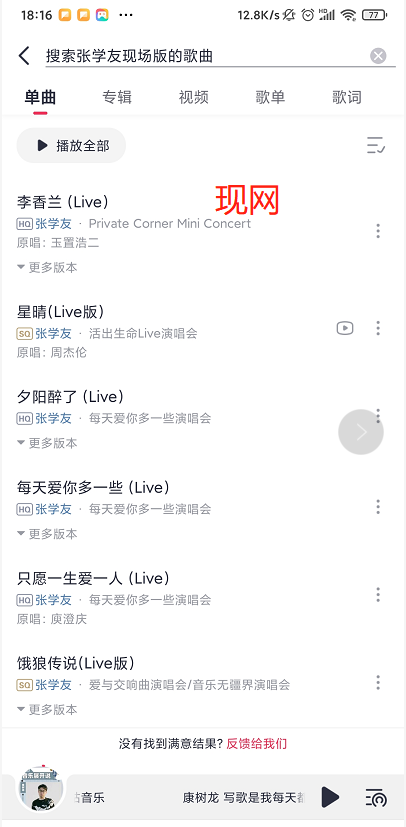 18:16 ··· 12.8K/s HD 77
搜索张学友现场版的歌曲
单曲 专辑 视频 歌单 歌词
播放全部
现网
李香兰 (Live)
HQ 张学友 · Private Corner Mini Concert
原唱：玉置浩二
更多版本
星晴(Live版)
SQ 张学友 · 活出生命Live演唱会
原唱：周杰伦
夕阳醉了 (Live)
HQ 张学友 · 每天爱你多一些演唱会
更多版本
每天爱你多一些 (Live)
HQ 张学友 · 每天爱你多一些演唱会
更多版本
只愿一生爱一人 (Live)
HQ 张学友 · 每天爱你多一些演唱会
原唱：庾澄庆
饿狼传说(Live版)
SQ 张学友 · 爱与交响曲演唱会/音乐无疆界演唱会
更多版本
没有找到满意结果? 反馈给我们
音乐 康树龙 写歌是我每天都